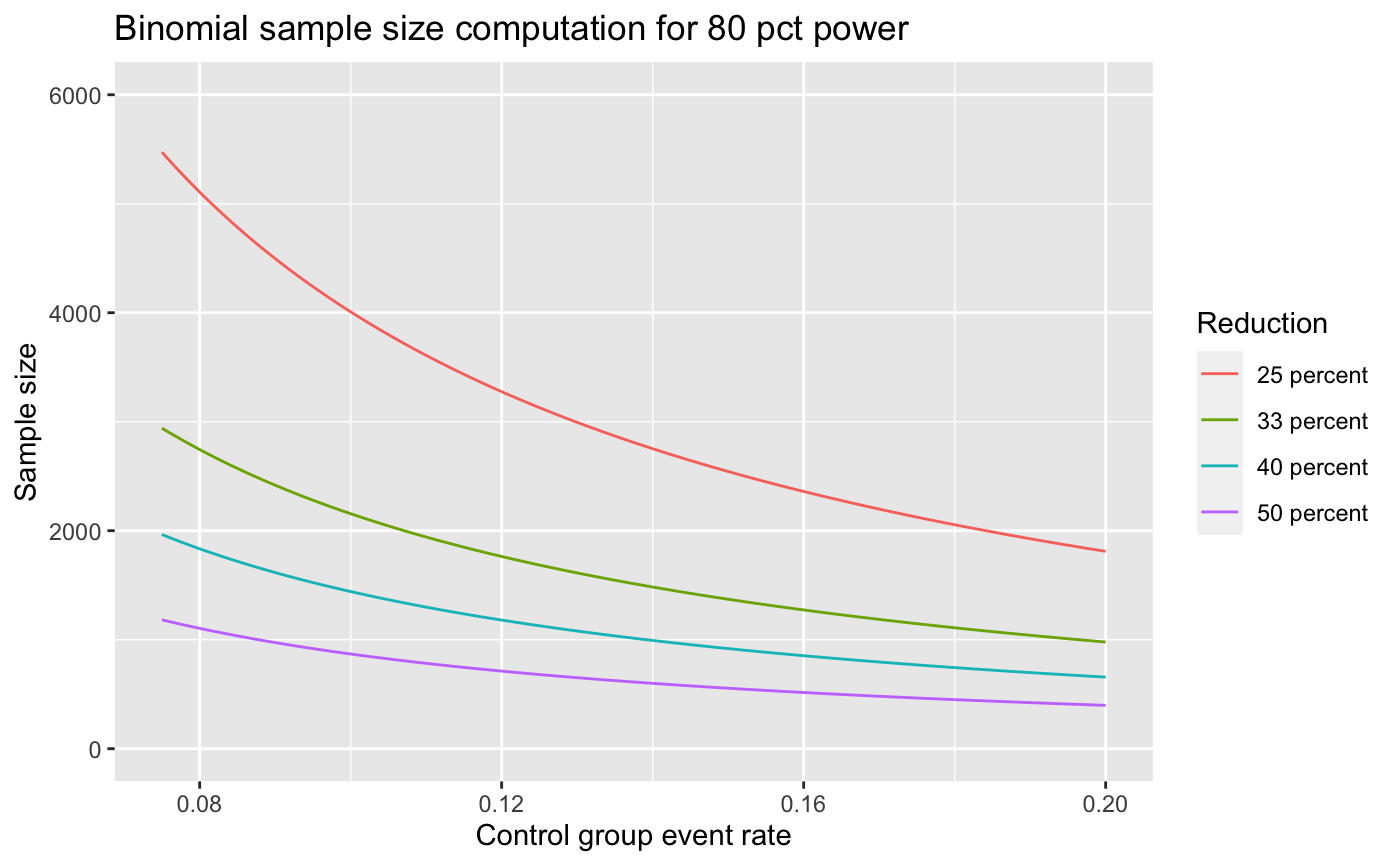 Binomial sample size computation for 80 pct power
6000
4000
2000
0
Sample size
0.08
0.12
0.16
0.20
Control group event rate
Reduction
25 percent
33 percent
40 percent
50 percent